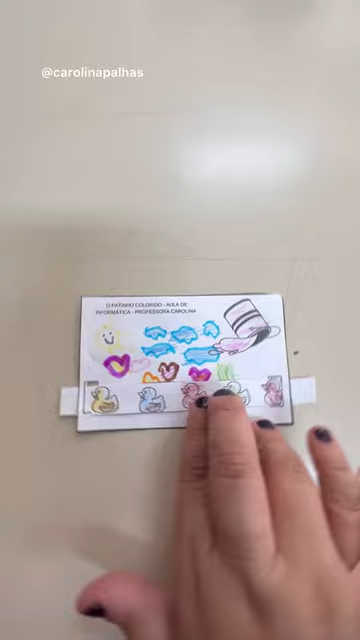 @carolinapalhas
O PATINHO COLORIDO - AULA DE
INFORMÁTICA - PROFESSORA CAROLINA